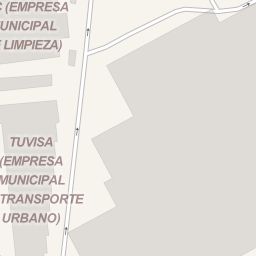 C (EMPRESA
MUNICIPAL
E LIMPIEZA)
TUVISA
(EMPRESA
MUNICIPAL
TRANSPORTE
URBANO)